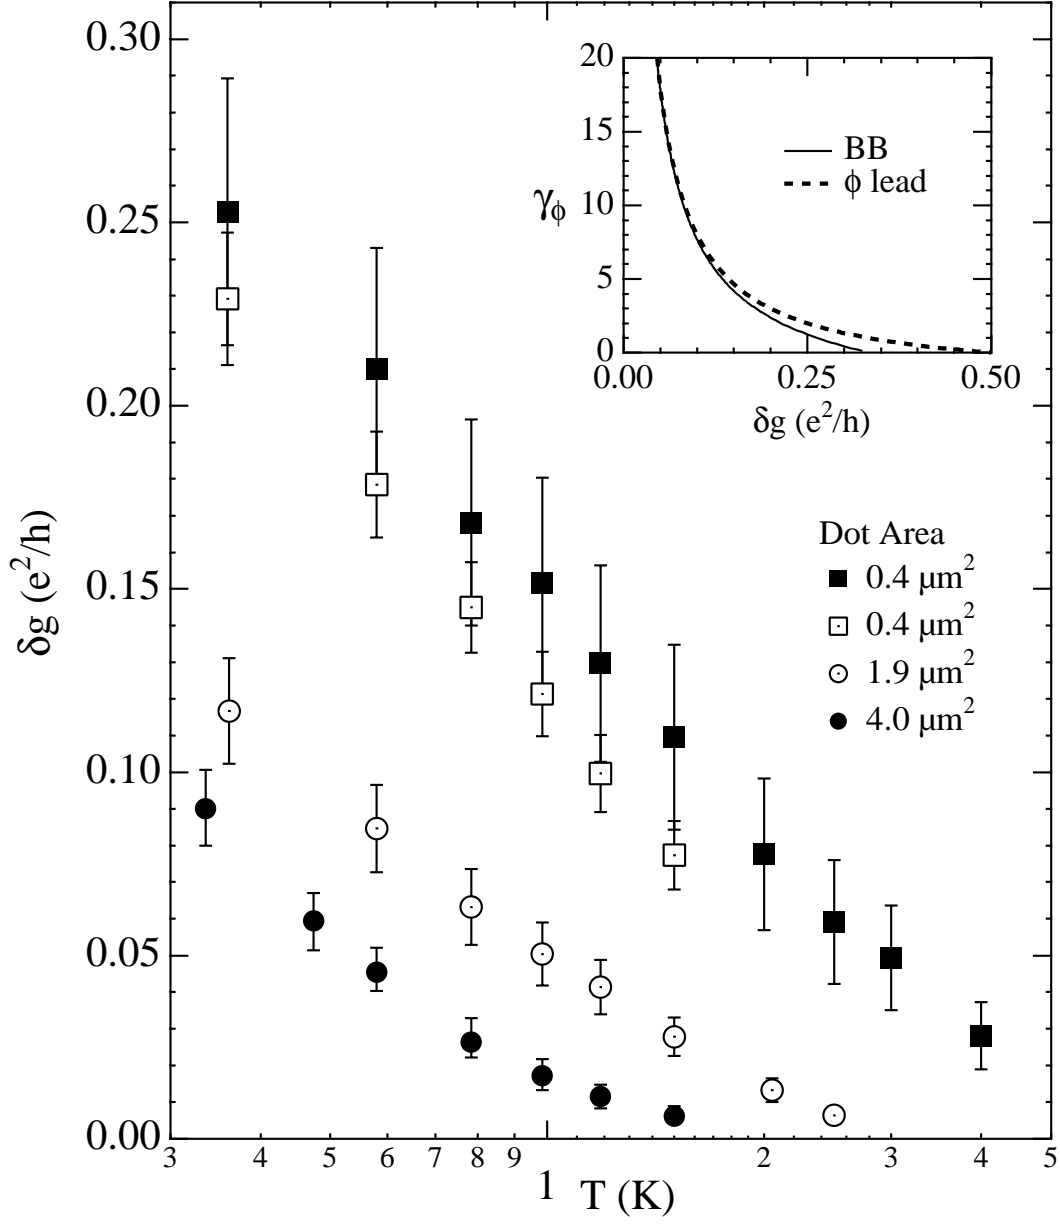 0.30
0.25
0.20
0.15
0.10
0.05
0.00
δg (e²/h)
3 4 5 6 7 8 9 1 2 3 4 5
T (K)
20
15
10
5
0
γϕ
0.00 0.25 0.50
δg (e²/h)
BB
ϕ lead
Dot Area
0.4 µm²
0.4 µm²
1.9 µm²
4.0 µm²